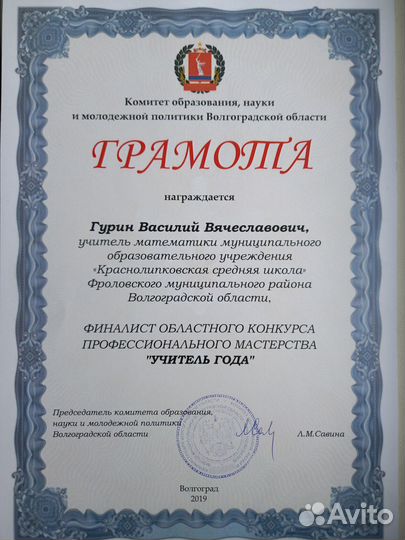 Комитет образования, науки
и молодежной политики Волгоградской области
ГРАМОТА
награждается
Гурин Василий Вячеславович,
учитель математики муниципального
образовательного учреждения
«Краснолипковская средняя школа»
Фроловского муниципального района
Волгоградской области,
ФИНАЛИСТ ОБЛАСТНОГО КОНКУРСА
ПРОФЕССИОНАЛЬНОГО МАСТЕРСТВА
"УЧИТЕЛЬ ГОДА"
Председатель комитета образования,
науки и молодежной политики
Волгоградской области
Л.М.Савина
Волгоград
2019
Avito